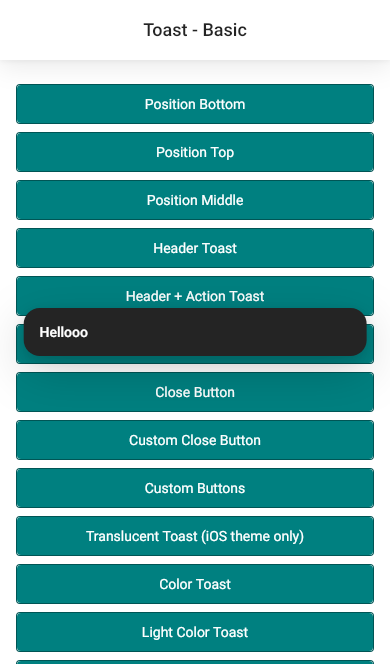 Toast - Basic
Position Bottom
Position Top
Position Middle
Header Toast
Header + Action Toast
Hellooo
Close Button
Custom Close Button
Custom Buttons
Translucent Toast (iOS theme only)
Color Toast
Light Color Toast